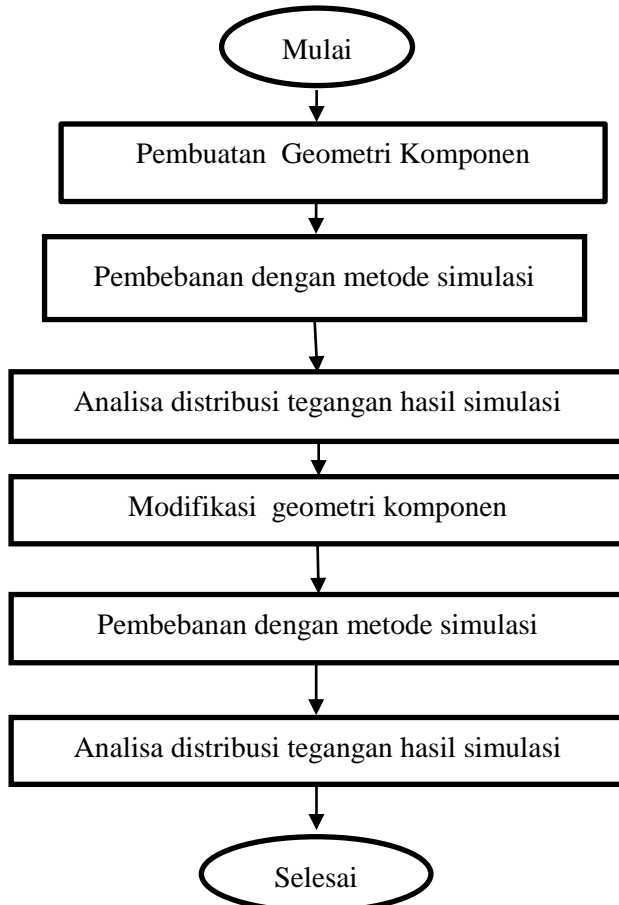 Mulai
Pembuatan  Geometri Komponen
Pembebanan dengan metode simulasi
Analisa distribusi tegangan hasil simulasi
Modifikasi  geometri komponen
Pembebanan dengan metode simulasi
Analisa distribusi tegangan hasil simulasi
Selesai